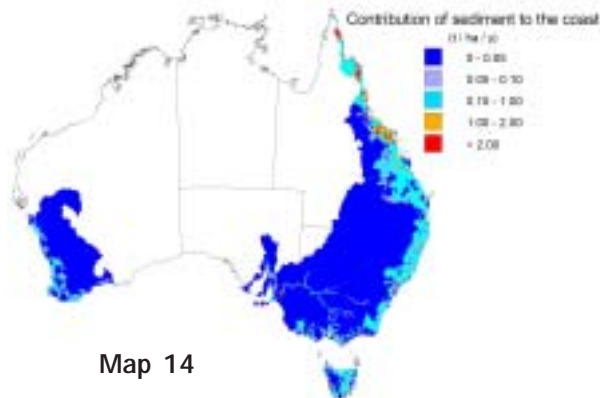 Contribution of sediment to the coast
(t / ha / y)
0 - 0.05
0.05 - 0.10
0.10 - 1.00
1.00 - 2.00
< 2.00
Map 14